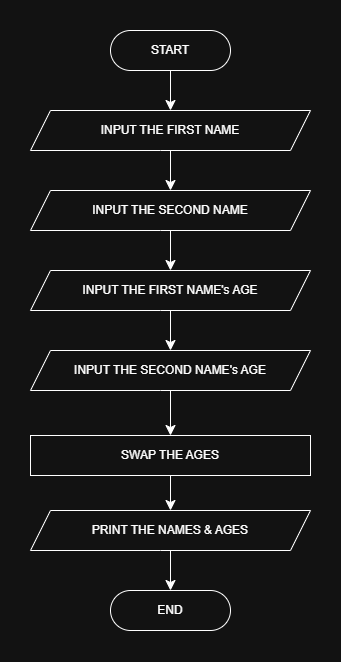 START
INPUT THE FIRST NAME
INPUT THE SECOND NAME
INPUT THE FIRST NAME's AGE
INPUT THE SECOND NAME's AGE
SWAP THE AGES
PRINT THE NAMES & AGES
END